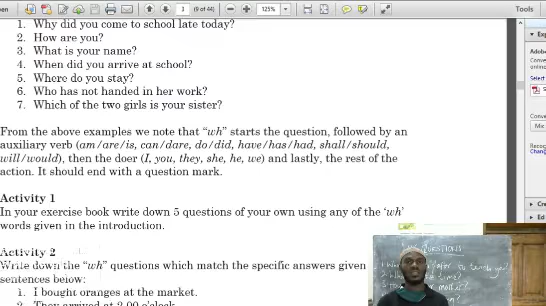 open
3
(9 of 44)
125%
Tools
1. Why did you come to school late today?
2. How are you?
3. What is your name?
4. When did you arrive at school?
5. Where do you stay?
6. Who has not handed in her work?
7. Which of the two girls is your sister?
From the above examples we note that “wh” starts the question, followed by an
auxiliary verb (am/are/is, can/dare, do/did, have/has/had, shall/should,
will/would), then the doer (I, you, they, she, he, we) and lastly, the rest of the
action. It should end with a question mark.
Activity 1
In your exercise book write down 5 questions of your own using any of the ‘wh’
words given in the introduction.
Activity 2
Write down the “wh” questions which match the specific answers given
sentences below:
1. I bought oranges at the market.
2. They arrived at 2.00 o'clock.
QUESTIONS